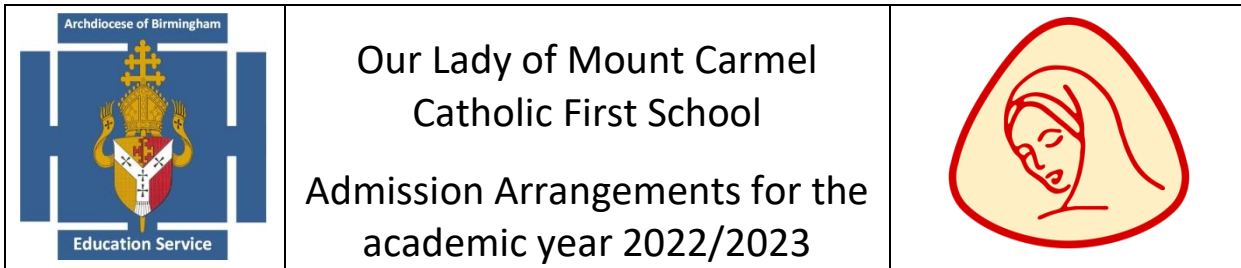 Archdiocese of Birmingham
Education Service
Our Lady of Mount Carmel
Catholic First School
Admission Arrangements for the
academic year 2022/2023